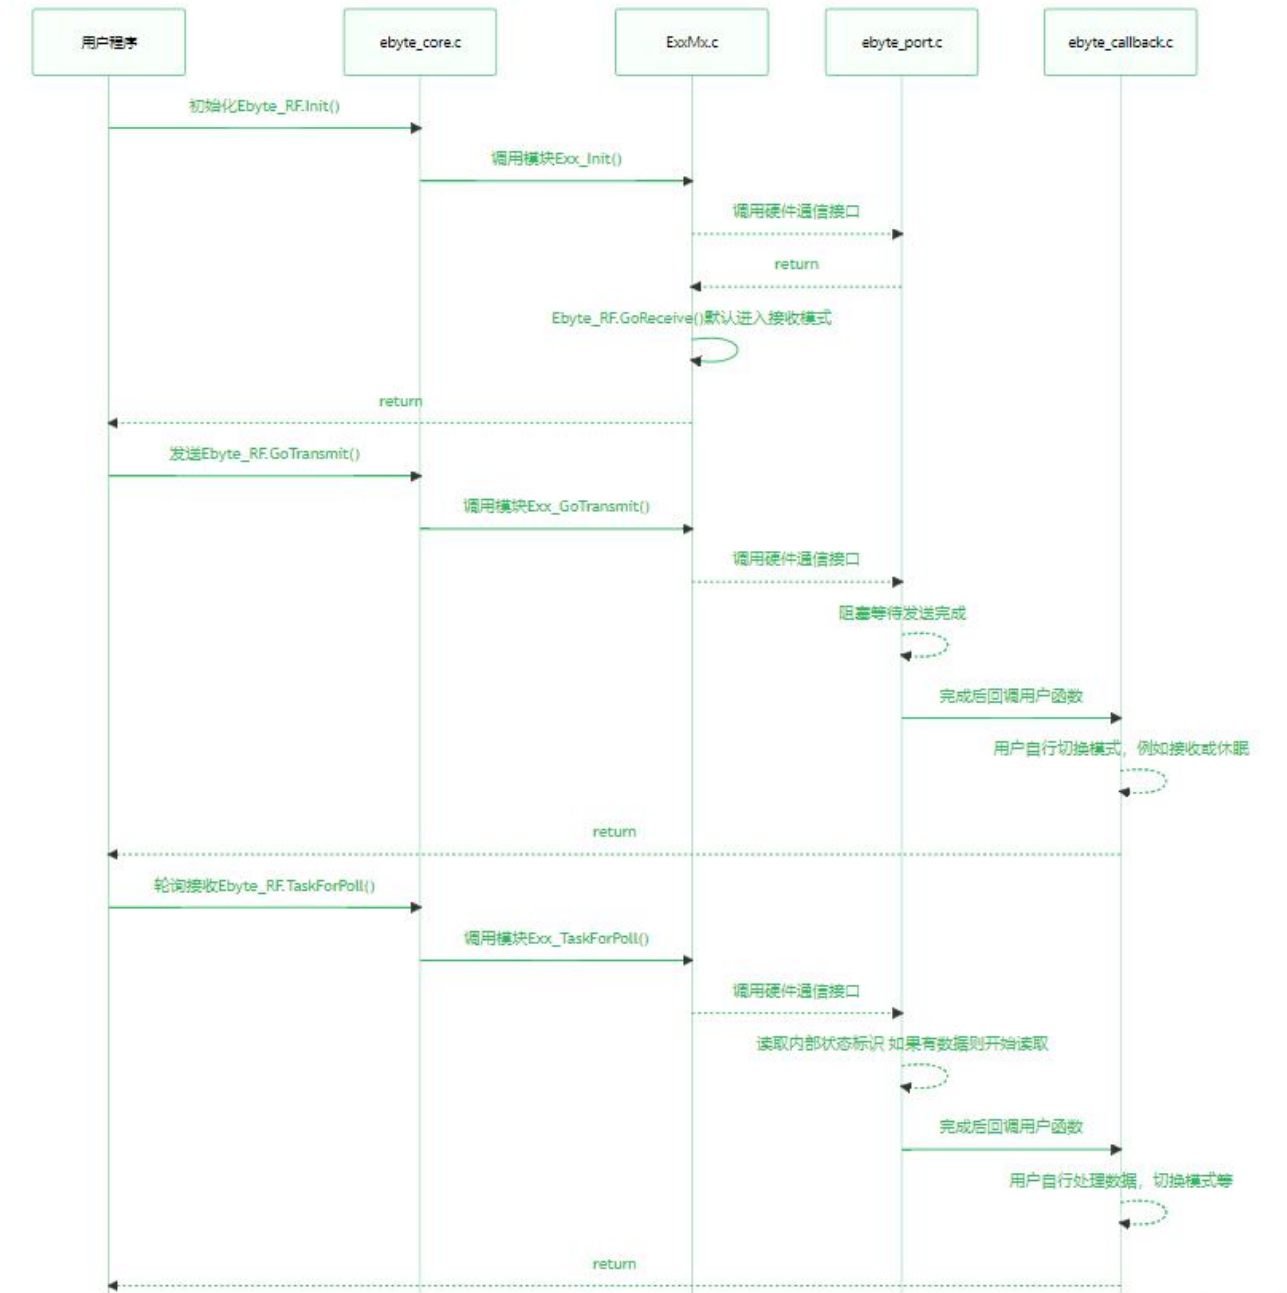 用户程序
ebyte_core.c
ExxMx.c
ebyte_port.c
ebyte_callback.c
初始化Ebyte_RF.Init()
调用模块Exx_Init()
调用硬件通信接口
return
Ebyte_RF.GoReceive()默认进入接收模式
return
发送Ebyte_RF.GoTransmit()
调用模块Exx_GoTransmit()
调用硬件通信接口
阻塞等待发送完成
完成后回调用户函数
用户自行切换模式，例如接收或休眠
return
轮询接收Ebyte_RF.TaskForPoll()
调用模块Exx_TaskForPoll()
调用硬件通信接口
读取内部状态标识 如果有数据则开始读取
完成后回调用户函数
用户自行处理数据，切换模式等
return